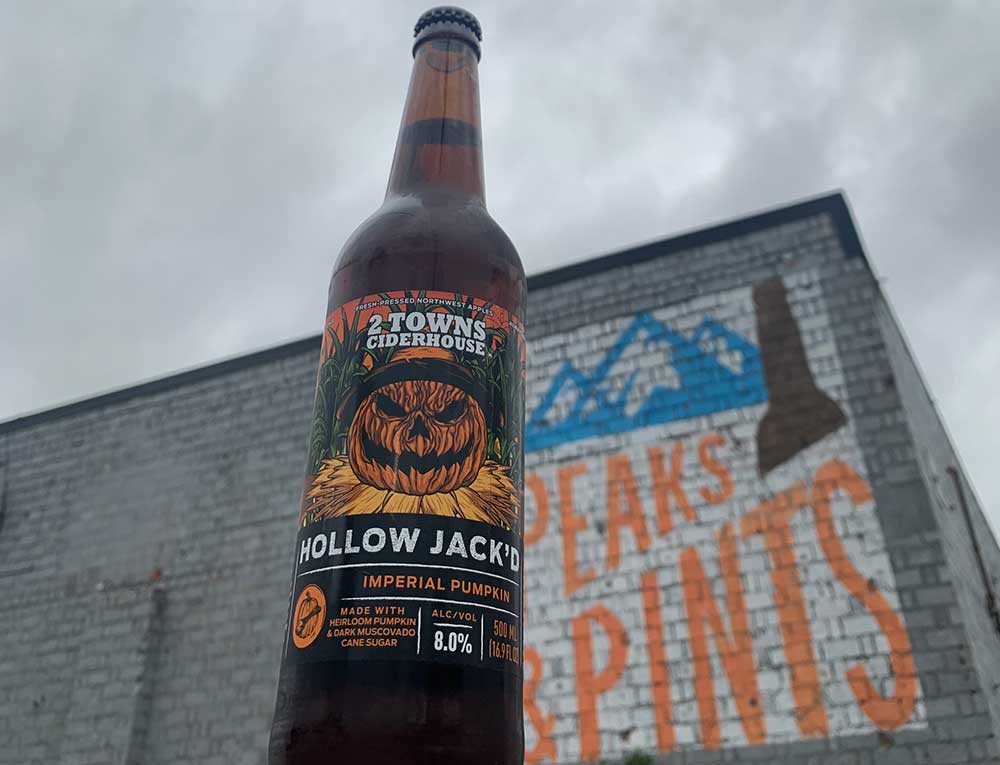 FRESH-PRESSED NORTHWEST APPLES
2 TOWNS
CIDERHOUSE
HOLLOW JACK'D
IMPERIAL PUMPKIN
MADE WITH
HEIRLOOM PUMPKIN
& DARK MUSCOVADO
CANE SUGAR
ALC/VOL
8.0%
500 ML
(16.9 FL OZ
PEAKS
& PINTS